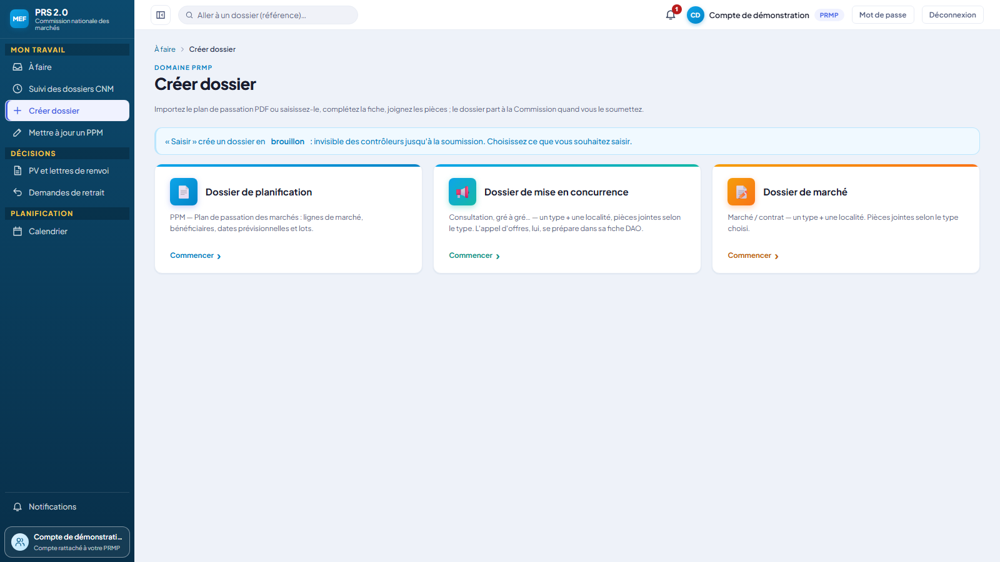 MEF
PRS 2.0
Commission nationale des
marchés
MON TRAVAIL
À faire
Suivi des dossiers CNM
Créer dossier
Mettre à jour un PPM
DÉCISIONS
PV et lettres de renvoi
Demandes de retrait
PLANIFICATION
Calendrier
Notifications
Compte de démonstrati...
Compte rattaché à votre PRMP
Aller à un dossier (référence)...
1
CD
Compte de démonstration
PRMP
Mot de passe
Déconnexion
À faire
Créer dossier
DOMAINE PRMP
Créer dossier
Importez le plan de passation PDF ou saisissez-le, complétez la fiche, joignez les pièces ; le dossier part à la Commission quand vous le soumettez.
« Saisir » crée un dossier en brouillon : invisible des contrôleurs jusqu'à la soumission. Choisissez ce que vous souhaitez saisir.
Dossier de planification
PPM — Plan de passation des marchés : lignes de marché,
bénéficiaires, dates prévisionnelles et lots.
Commencer ›
Dossier de mise en concurrence
Consultation, gré à gré... — un type + une localité, pièces jointes selon
le type. L'appel d'offres, lui, se prépare dans sa fiche DAO.
Commencer ›
Dossier de marché
Marché / contrat — un type + une localité. Pièces jointes selon le type
choisi.
Commencer ›